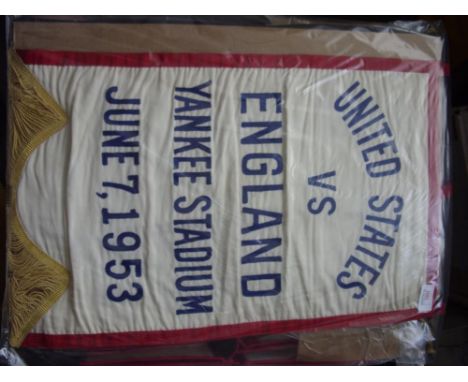 UNITED STATES
VS
ENGLAND
YANKEE STADIUM
JUNE 7, 1953